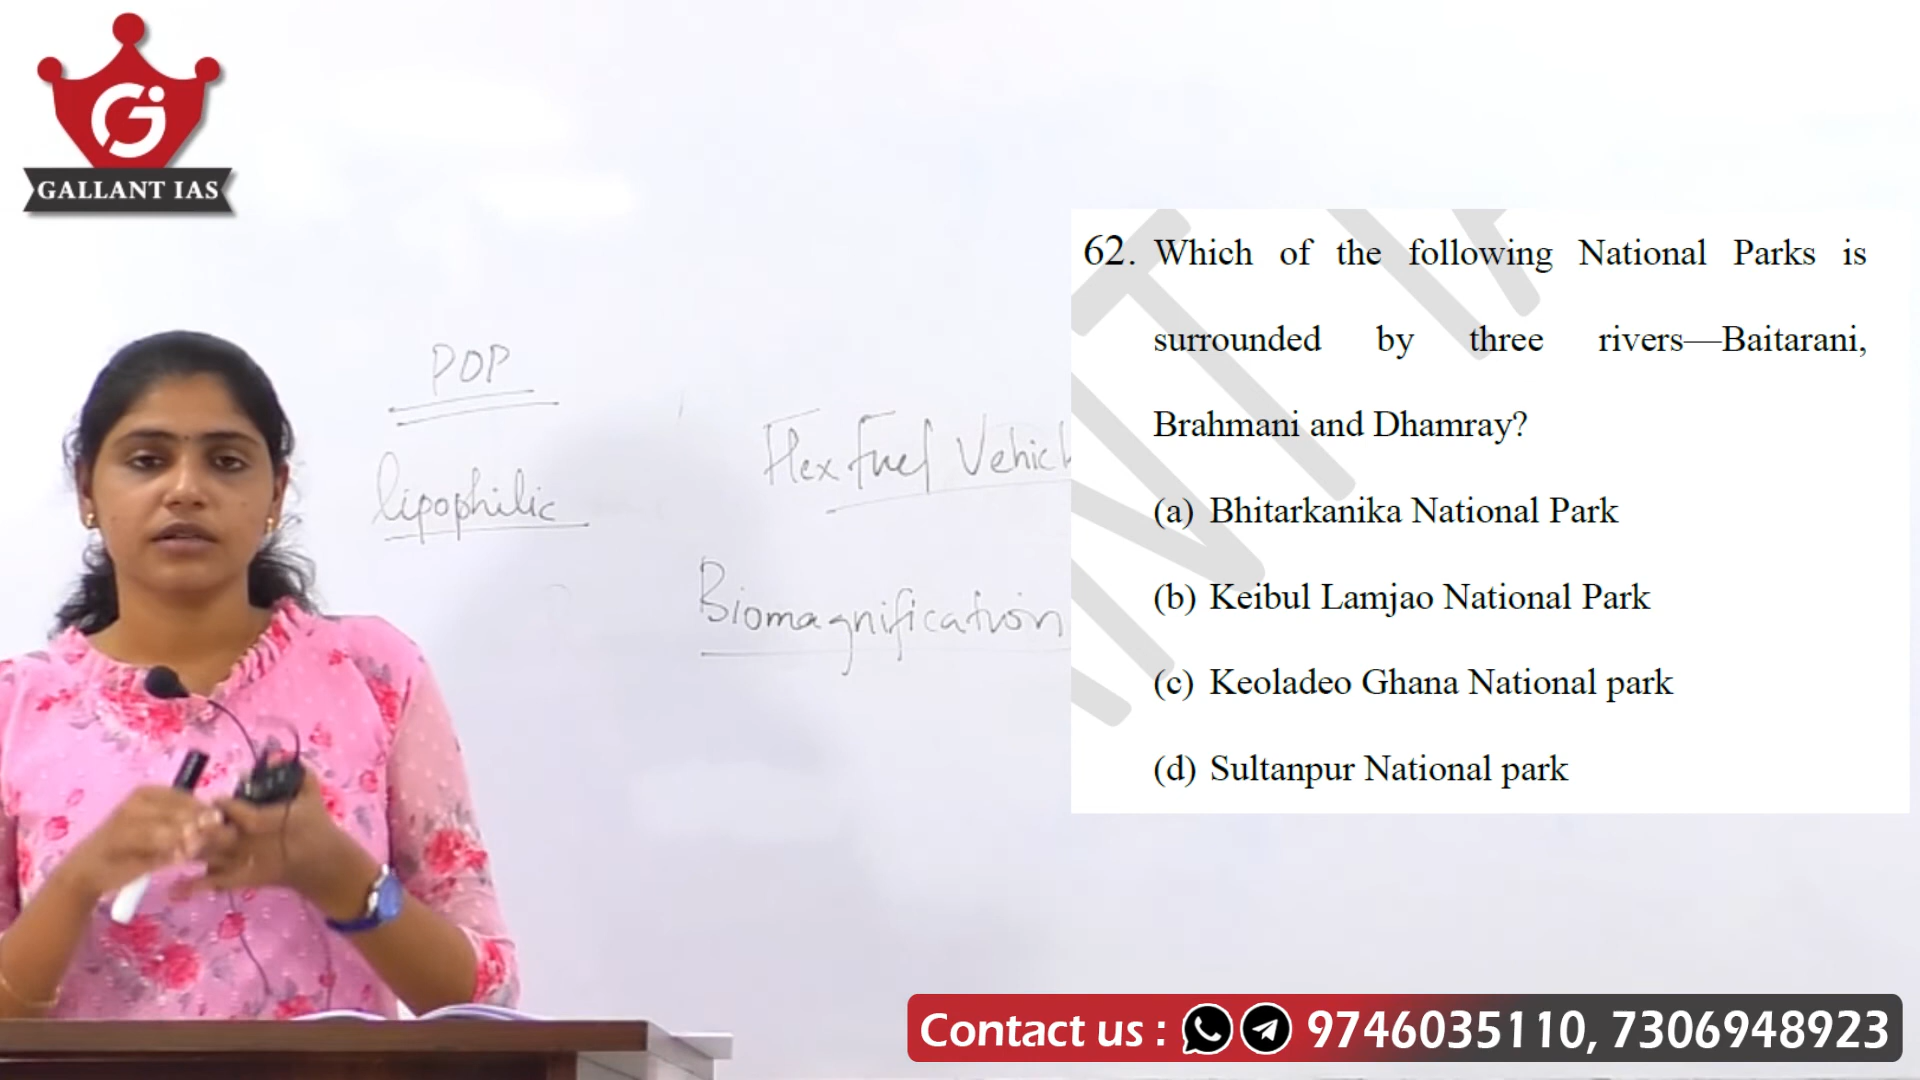 GALLANT IAS
POP
lipophilic
Flex Fuel Vehicl
Biomagnification
62. Which of the following National Parks is
surrounded by three rivers—Baitarani,
Brahmani and Dhamray?
(a) Bhitarkanika National Park
(b) Keibul Lamjao National Park
(c) Keoladeo Ghana National park
(d) Sultanpur National park
Contact us : 9746035110, 7306948923